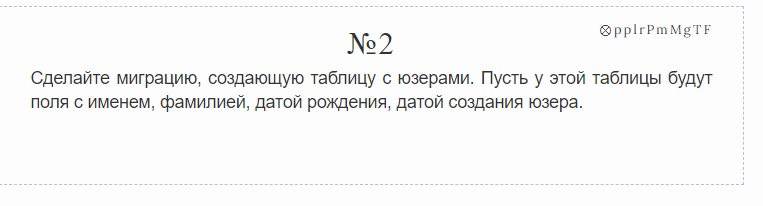 ⊗pplrPmMgTF
№2
Сделайте миграцию, создающую таблицу с юзерами. Пусть у этой таблицы будут
поля с именем, фамилией, датой рождения, датой создания юзера.